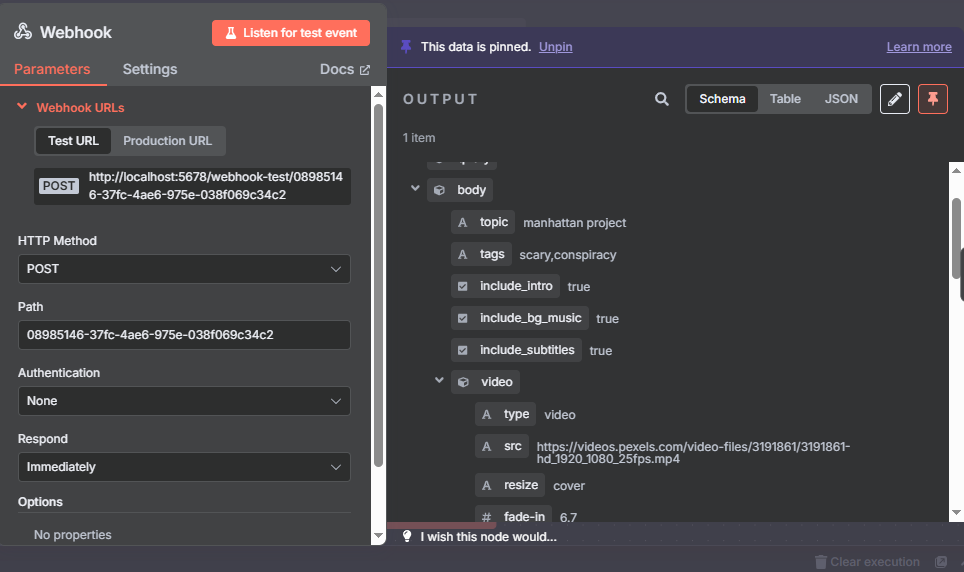 Webhook
Listen for test event
Parameters
Settings
Docs
Webhook URLs
Test URL
Production URL
POST
http://localhost:5678/webhook-test/0898514
6-37fc-4ae6-975e-038f069c34c2
HTTP Method
POST
Path
08985146-37fc-4ae6-975e-038f069c34c2
Authentication
None
Respond
Immediately
Options
No properties
This data is pinned. Unpin
Learn more
OUTPUT
Schema
Table
JSON
1 item
body
A topic manhattan project
A tags scary,conspiracy
include_intro true
include_bg_music true
include_subtitles true
video
A type video
A src https://videos.pexels.com/video-files/3191861/3191861-
hd_1920_1080_25fps.mp4
A resize cover
# fade-in 6.7
I wish this node would...
Clear execution